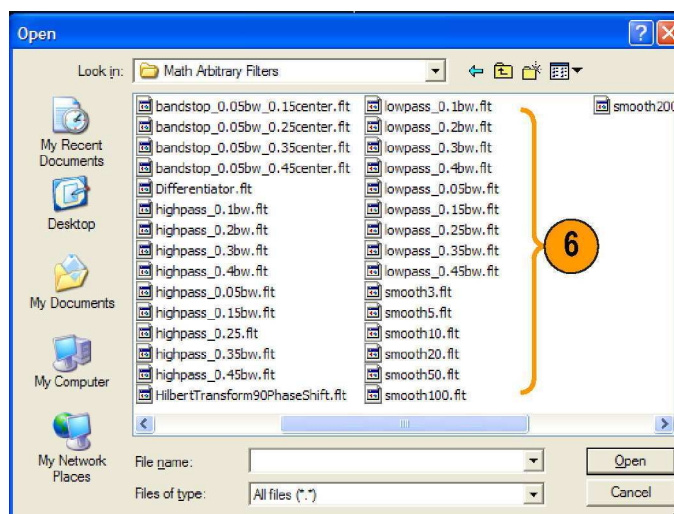 Open
Look in:
Math Arbitrary Filters
My Recent
Documents
Desktop
My Documents
My Computer
My Network
Places
bandstop_0.05bw_0.15center.flt
bandstop_0.05bw_0.25center.flt
bandstop_0.05bw_0.35center.flt
bandstop_0.05bw_0.45center.flt
Differentiator.flt
highpass_0.1bw.flt
highpass_0.2bw.flt
highpass_0.3bw.flt
highpass_0.4bw.flt
highpass_0.05bw.flt
highpass_0.15bw.flt
highpass_0.25.flt
highpass_0.35bw.flt
highpass_0.45bw.flt
HilbertTransform90PhaseShift.flt
lowpass_0.1bw.flt
lowpass_0.2bw.flt
lowpass_0.3bw.flt
lowpass_0.4bw.flt
lowpass_0.05bw.flt
lowpass_0.15bw.flt
lowpass_0.25bw.flt
lowpass_0.35bw.flt
lowpass_0.45bw.flt
smooth3.flt
smooth5.flt
smooth10.flt
smooth20.flt
smooth50.flt
smooth100.flt
smooth200
6
File name:
Open
Files of type:
All files (*.*)
Cancel